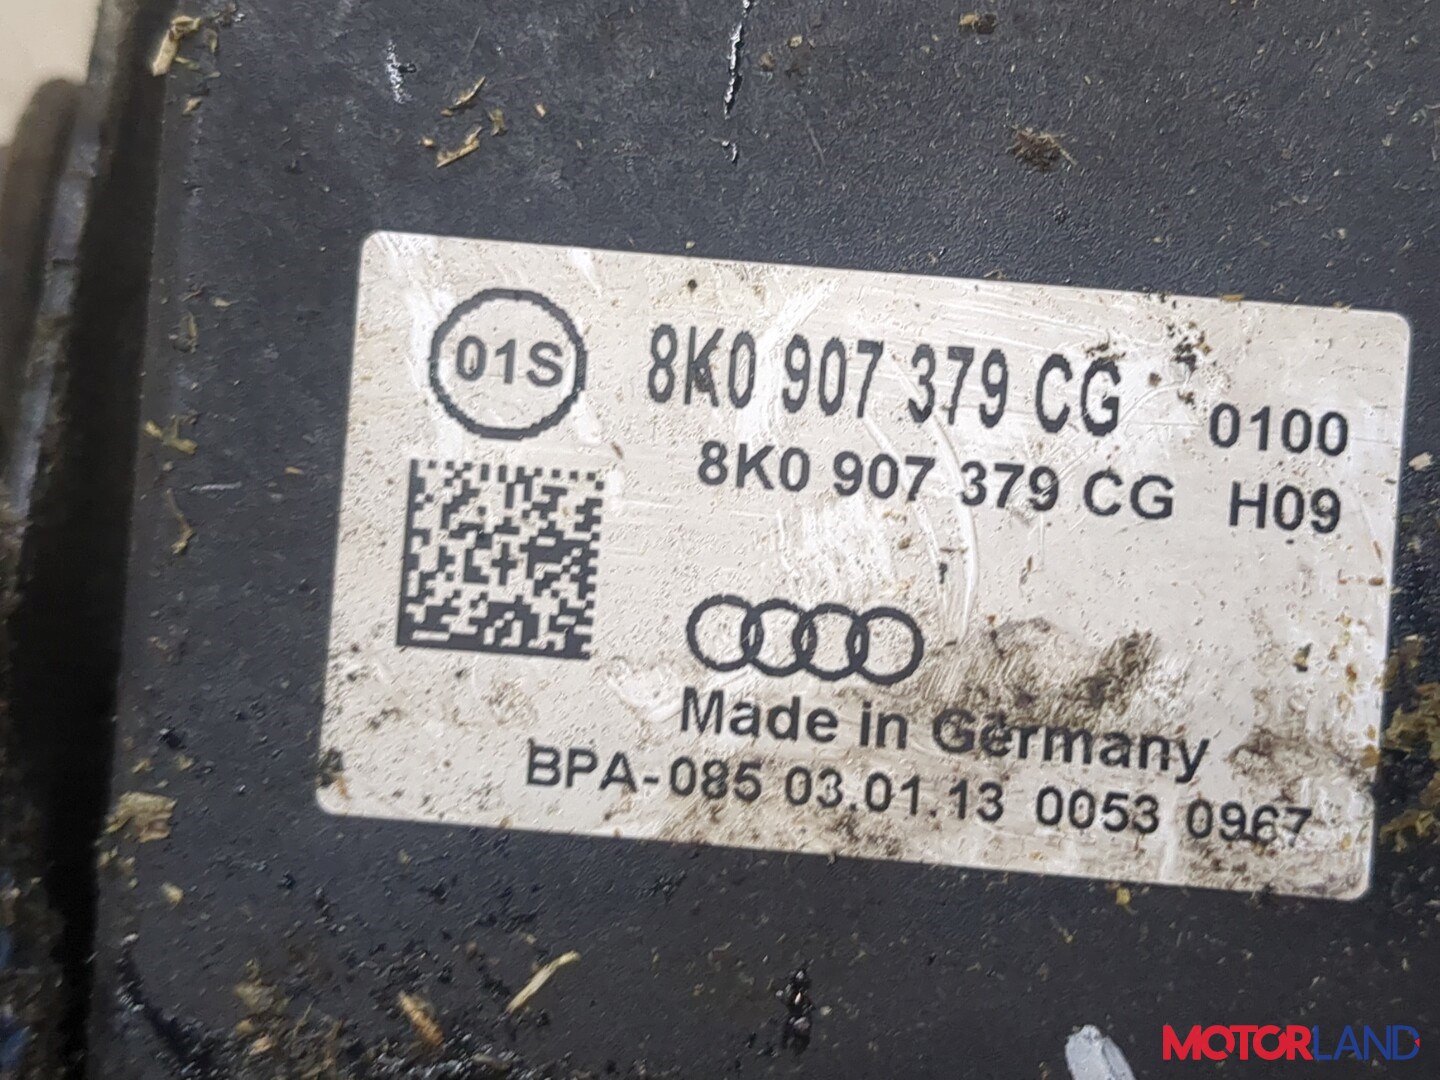 01S
8K0 907 379 CG 0100
8K0 907 379 CG H09
Made in Germany
BPA-085 03.01.13 0053 0967
MOTORLAND